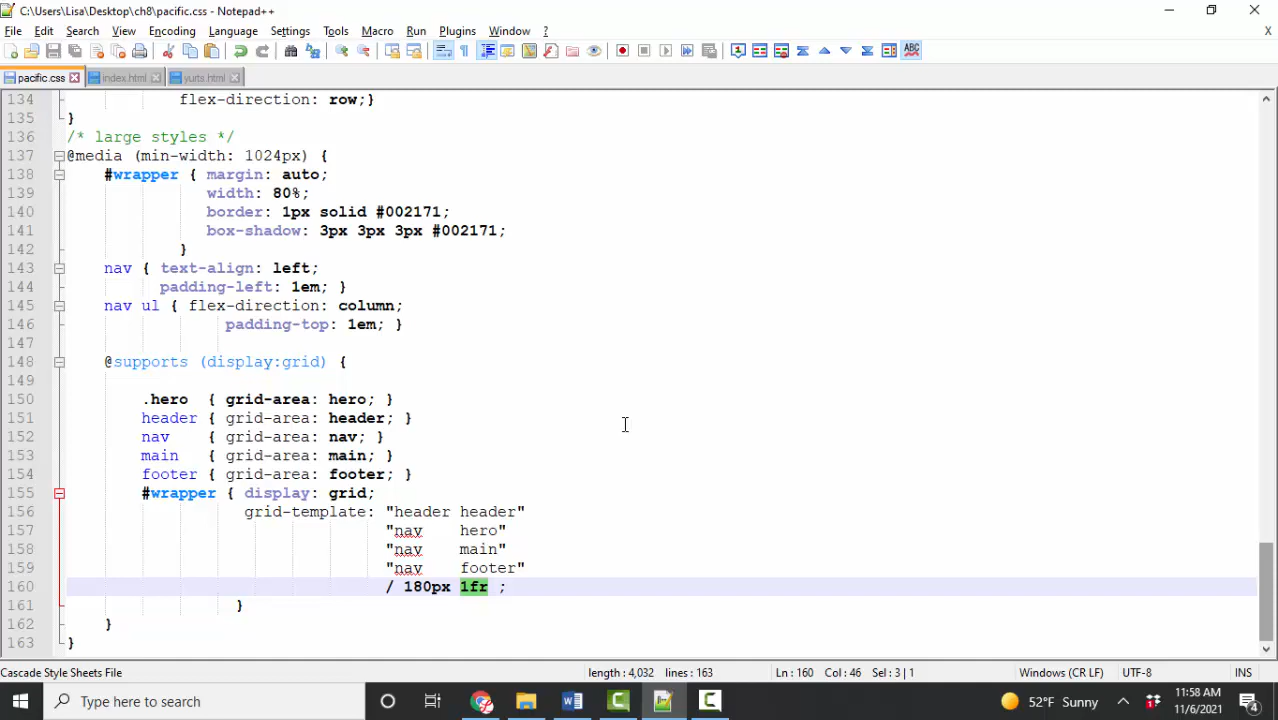 C:\Users\Lisa\Desktop\ch8\pacific.css - Notepad++
File Edit Search View Encoding Language Settings Tools Macro Run Plugins Window ? X
ABC
pacific.css index.html yurts.html
134 flex-direction: row;}
135 }
136 /* large styles */
137 @media (min-width: 1024px) {
138 #wrapper { margin: auto;
139 width: 80%;
140 border: 1px solid #002171;
141 box-shadow: 3px 3px 3px #002171;
142 }
143 nav { text-align: left;
144 padding-left: 1em; }
145 nav ul { flex-direction: column;
146 padding-top: 1em; }
147
148 @supports (display:grid) {
149
150 .hero { grid-area: hero; }
151 header { grid-area: header; }
152 nav { grid-area: nav; }
153 main { grid-area: main; }
154 footer { grid-area: footer; }
155 #wrapper { display: grid;
156 grid-template: "header header"
157 "nav hero"
158 "nav main"
159 "nav footer"
160 / 180px 1fr ;
161 }
162 }
163 }
Cascade Style Sheets File length : 4,032 lines : 163 Ln : 160 Col : 46 Sel : 3 | 1 Windows (CR LF) UTF-8 INS
Type here to search 52°F Sunny 11:58 AM
11/6/2021 4